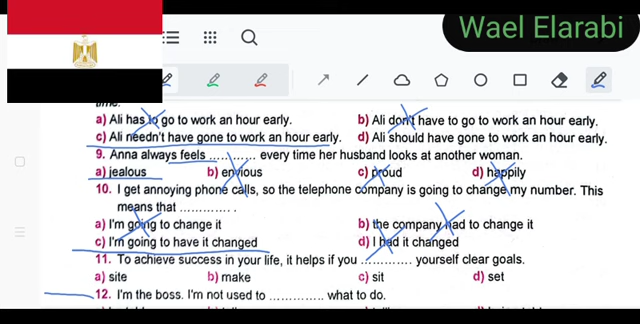 Wael Elarabi
time.
a) Ali has to go to work an hour early. b) Ali don't have to go to work an hour early.
c) Ali needn't have gone to work an hour early. d) Ali should have gone to work an hour early.
9. Anna always feels ............ every time her husband looks at another woman.
a) jealous b) envious c) proud d) happily
10. I get annoying phone calls, so the telephone company is going to change my number. This
means that ............. .
a) I'm going to change it b) the company had to change it
c) I'm going to have it changed d) I had it changed
11. To achieve success in your life, it helps if you ............. yourself clear goals.
a) site b) make c) sit d) set
12. I'm the boss. I'm not used to .............. what to do.